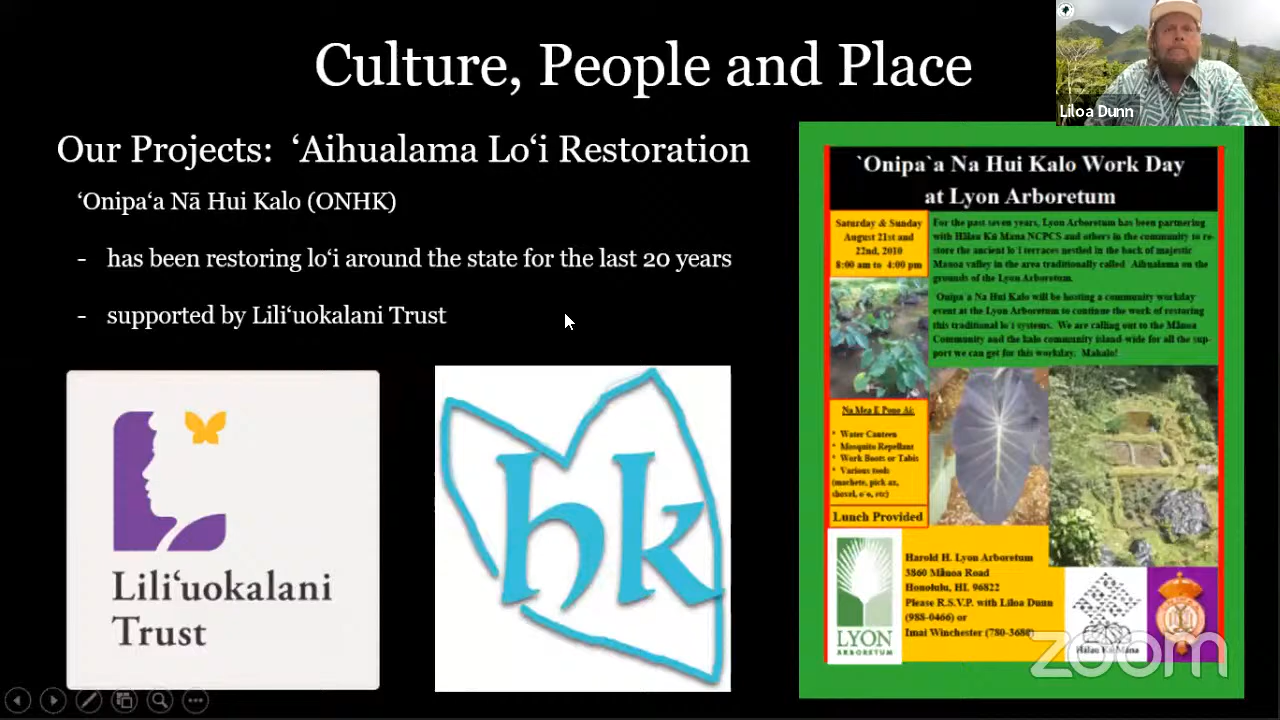 Culture, People and Place
Liloa Dunn
Our Projects: ʻAihualama Loʻi Restoration
ʻOnipaʻa Nā Hui Kalo (ONHK)
- has been restoring loʻi around the state for the last 20 years
- supported by Liliʻuokalani Trust
Liliʻuokalani
Trust
hk
`Onipa`a Na Hui Kalo Work Day
at Lyon Arboretum
Saturday & Sunday
August 21st and
22nd, 2010
8:00 am to 4:00 pm
For the past seven years, Lyon Arboretum has been partnering
with Hālau Kū Mana NCPCS and others in the community to re-
store the ancient lo`i terraces nestled in the back of majestic
Mānoa valley in the area traditionally called `Aihualama on the
grounds of the Lyon Arboretum.
`Onipa`a Na Hui Kalo will be hosting a community workday
event at the Lyon Arboretum to continue the work of restoring
this traditional lo`i systems. We are calling out to the Mānoa
Community and the kalo community island-wide for all the sup-
port we can get for this workday. Mahalo!
Na Mea E Pono Ai:
• Water Canteen
• Mosquito Repellant
• Work Boots or Tabis
• Various tools
(machete, pick ax,
shovel, o`o, etc)
Lunch Provided
LYON
ARBORETUM
Harold H. Lyon Arboretum
3860 Mānoa Road
Honolulu, HI. 96822
Please R.S.V.P. with Liloa Dunn
(988-0466) or
Imai Winchester (780-3680)
Hālau Kū Mana
zoom